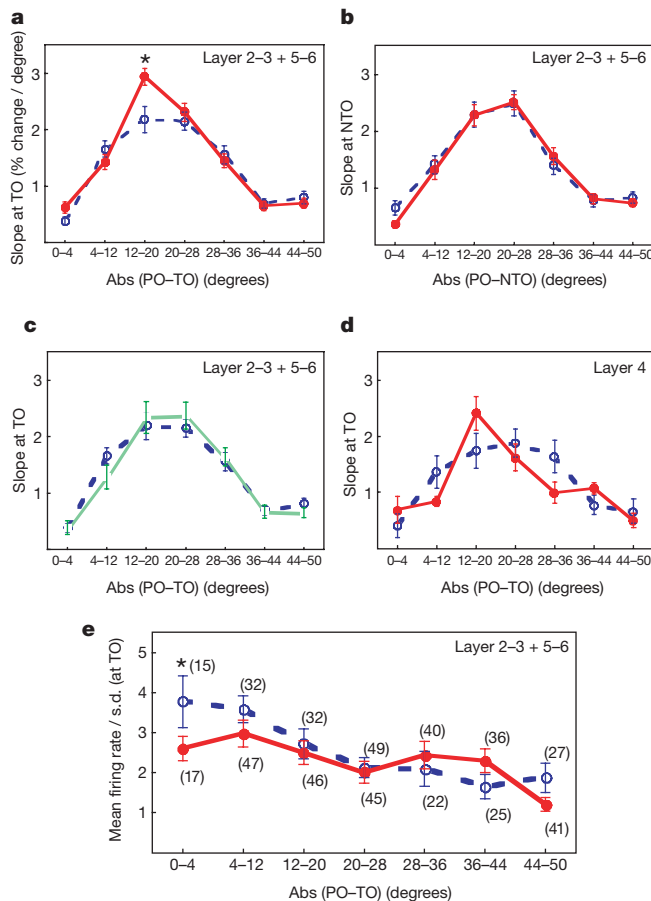 a
Layer 2–3 + 5–6
*
Slope at TO (% change / degree)
3
2
1
0–4 4–12 12–20 20–28 28–36 36–44 44–50
Abs (PO–TO) (degrees)
b
Layer 2–3 + 5–6
Slope at NTO
3
2
1
0–4 4–12 12–20 20–28 28–36 36–44 44–50
Abs (PO–NTO) (degrees)
c
Layer 2–3 + 5–6
Slope at TO
3
2
1
0–4 4–12 12–20 20–28 28–36 36–44 44–50
Abs (PO–TO) (degrees)
d
Layer 4
Slope at TO
3
2
1
0–4 4–12 12–20 20–28 28–36 36–44 44–50
Abs (PO–TO) (degrees)
e
Layer 2–3 + 5–6
Mean firing rate / s.d. (at TO)
5
4
3
2
1
* (15) (32) (32) (49) (40) (36) (27)
(17) (47) (46) (45) (22) (25) (41)
0–4 4–12 12–20 20–28 28–36 36–44 44–50
Abs (PO–TO) (degrees)